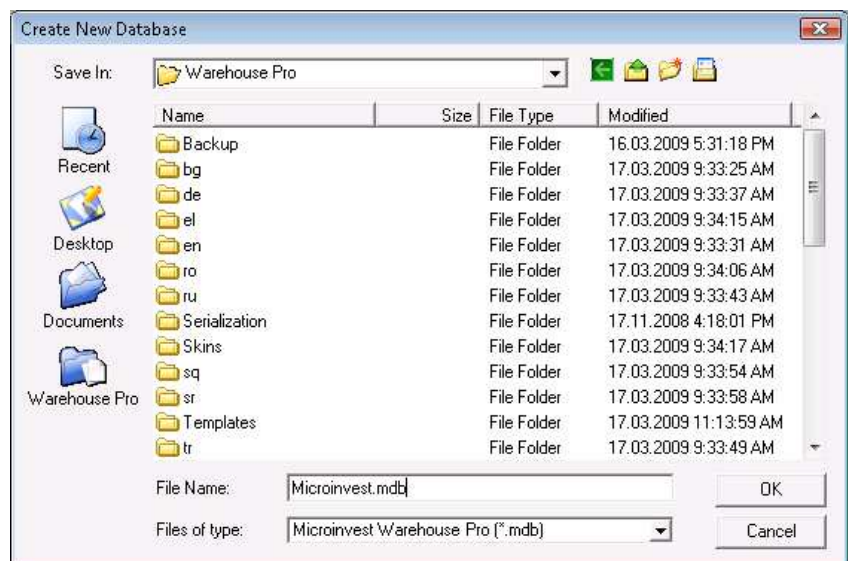 Create New Database
Save In: Warehouse Pro
Name Size File Type Modified
Backup File Folder 16.03.2009 5:31:18 PM
bg File Folder 17.03.2009 9:33:25 AM
de File Folder 17.03.2009 9:33:37 AM
el File Folder 17.03.2009 9:34:15 AM
en File Folder 17.03.2009 9:33:31 AM
ro File Folder 17.03.2009 9:34:06 AM
ru File Folder 17.03.2009 9:33:43 AM
Serialization File Folder 17.11.2008 4:18:01 PM
Skins File Folder 17.03.2009 9:34:17 AM
sq File Folder 17.03.2009 9:33:54 AM
sr File Folder 17.03.2009 9:33:58 AM
Templates File Folder 17.03.2009 11:13:59 AM
tr File Folder 17.03.2009 9:33:49 AM
Recent
Desktop
Documents
Warehouse Pro
File Name: Microinvest.mdb OK
Files of type: Microinvest Warehouse Pro (*.mdb) Cancel